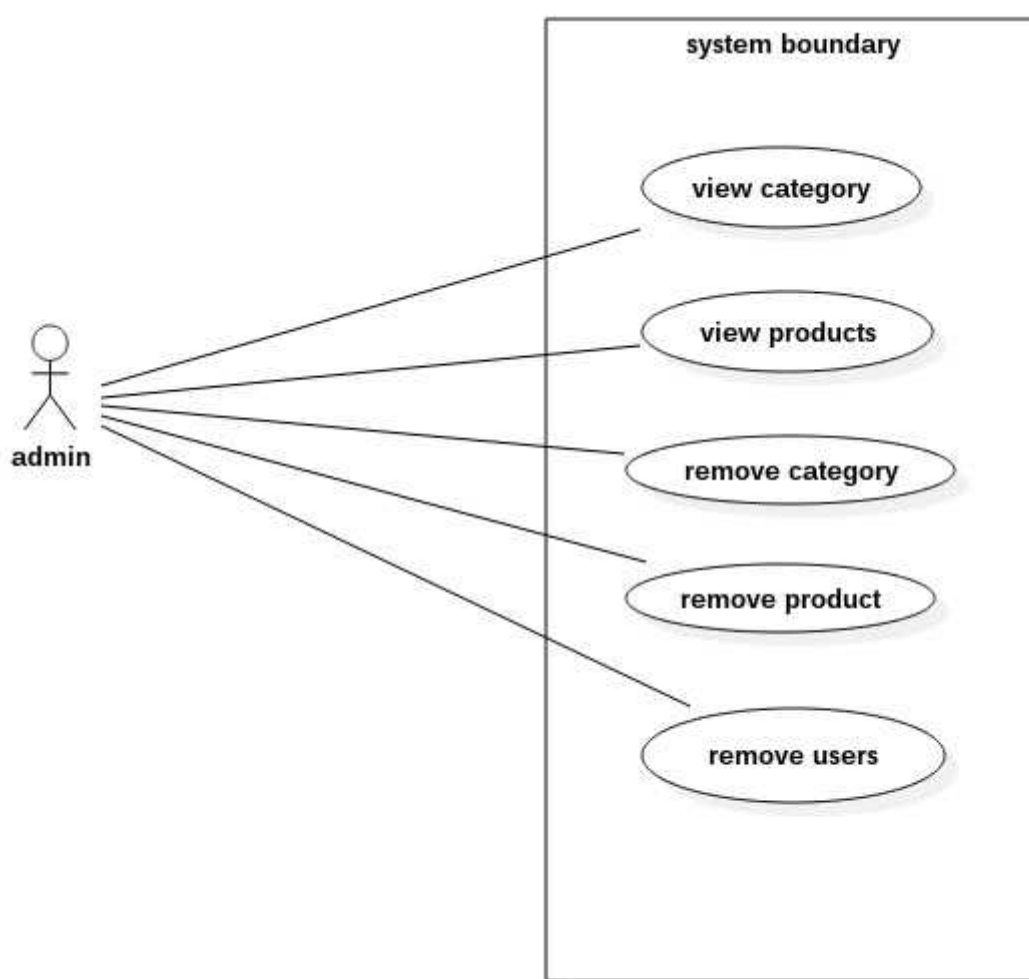 system boundary
view category
view products
admin
remove category
remove product
remove users